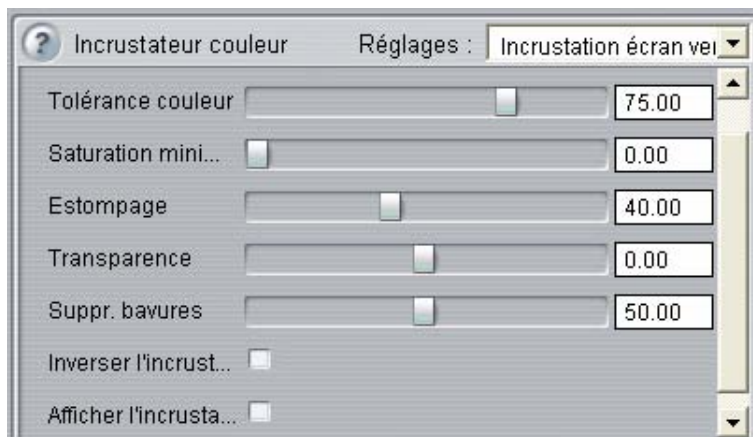 ? Incrustateur couleur Réglages : Incrustation écran ver
Tolérance couleur 75.00
Saturation mini... 0.00
Estompage 40.00
Transparence 0.00
Suppr. bavures 50.00
Inverser l'incrust...
Afficher l'incrusta...